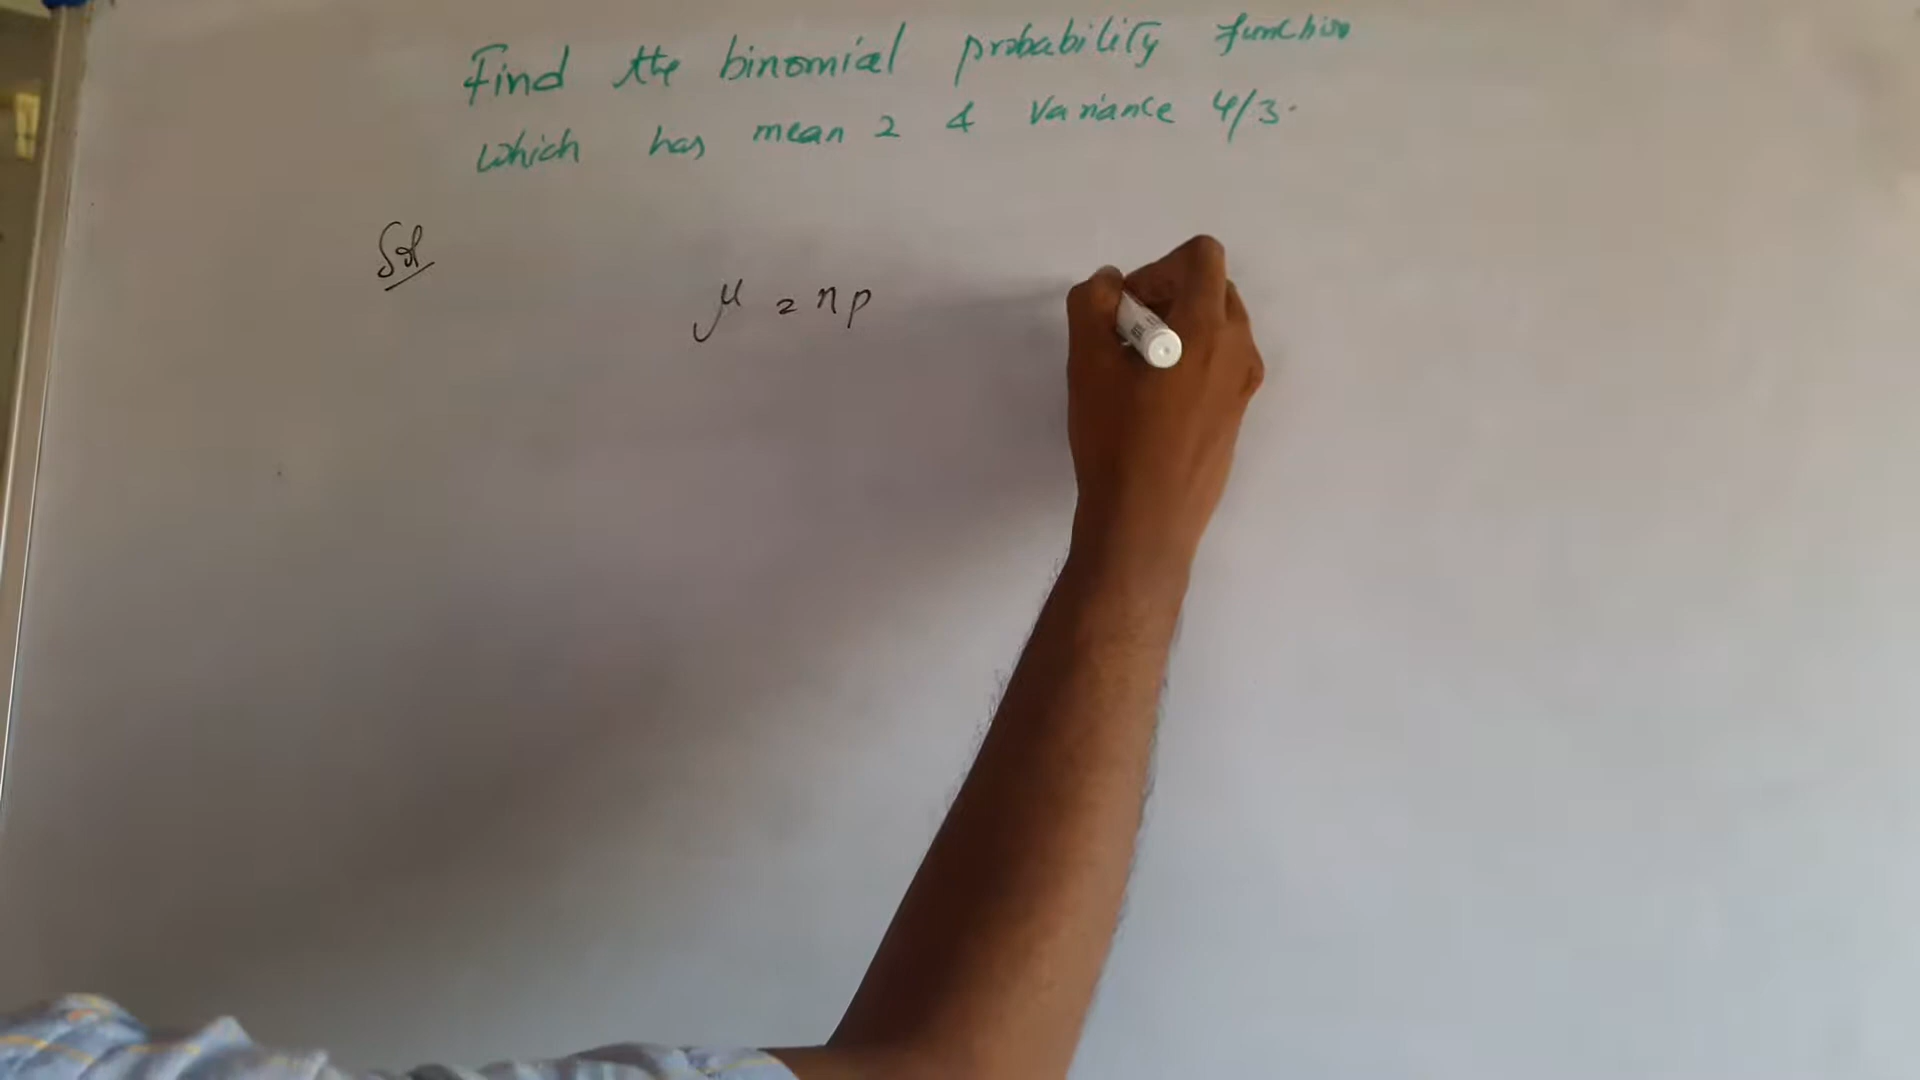 Find the binomial probability function
which has mean 2 & Variance 4/3.
Sol
μ = np